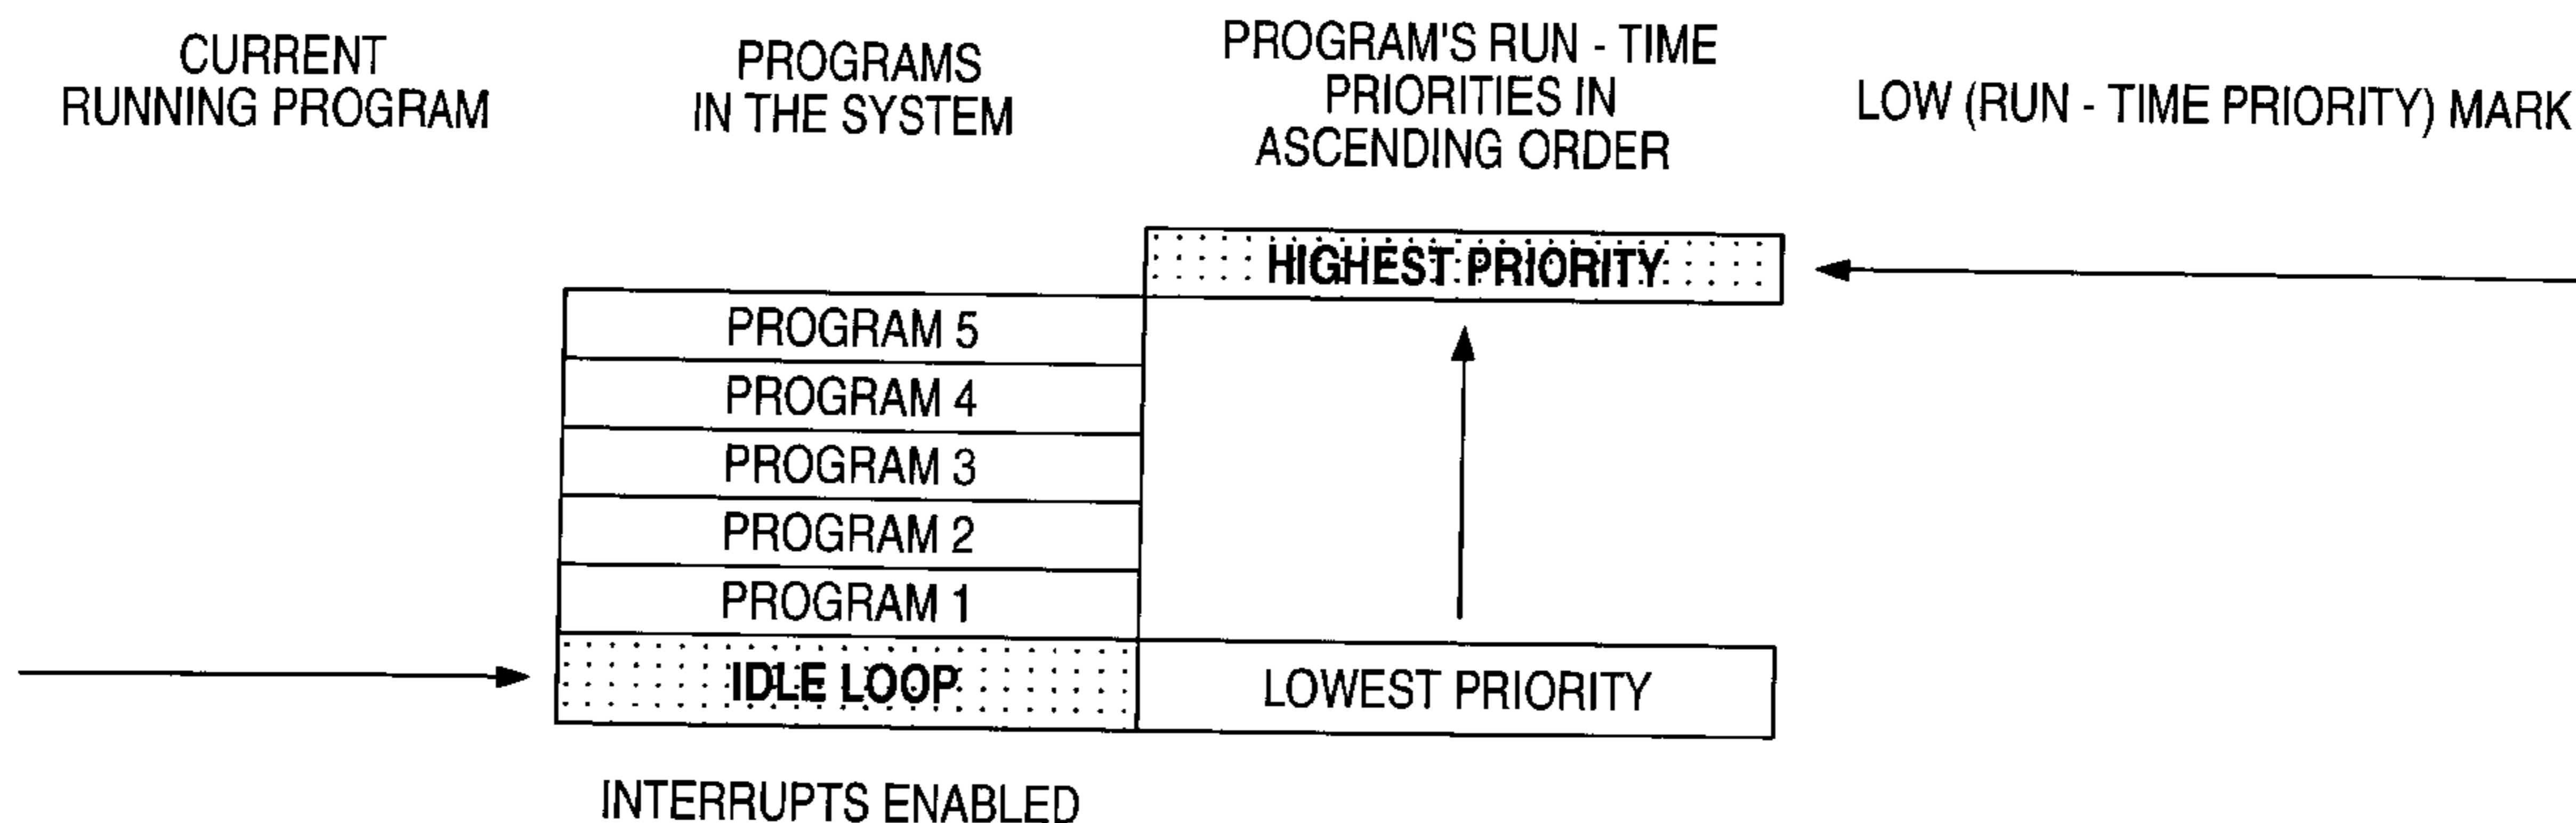 CURRENT
RUNNING PROGRAM
PROGRAMS
IN THE SYSTEM
PROGRAM'S RUN - TIME
PRIORITIES IN
ASCENDING ORDER
LOW (RUN - TIME PRIORITY) MARK
HIGHEST PRIORITY
PROGRAM 5
PROGRAM 4
PROGRAM 3
PROGRAM 2
PROGRAM 1
IDLE LOOP
LOWEST PRIORITY
INTERRUPTS ENABLED